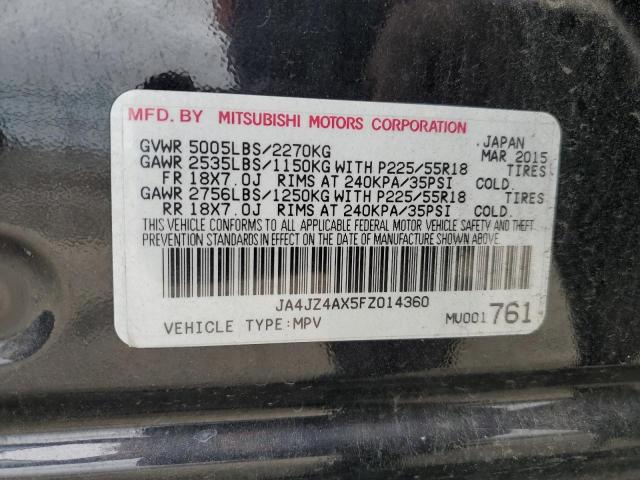 MFD. BY MITSUBISHI MOTORS CORPORATION
GVWR 5005LBS/2270KG JAPAN MAR 2015
GAWR 2535LBS/1150KG WITH P225/55R18 TIRES
FR 18X7.0J RIMS AT 240KPA/35PSI COLD.
GAWR 2756LBS/1250KG WITH P225/55R18 TIRES
RR 18X7.0J RIMS AT 240KPA/35PSI COLD.
THIS VEHICLE CONFORMS TO ALL APPLICABLE FEDERAL MOTOR VEHICLE SAFETY AND THEFT
PREVENTION STANDARDS IN EFFECT ON THE DATE OF MANUFACTURE SHOWN ABOVE.
JA4JZ4AX5FZ014360
VEHICLE TYPE:MPV MU001761